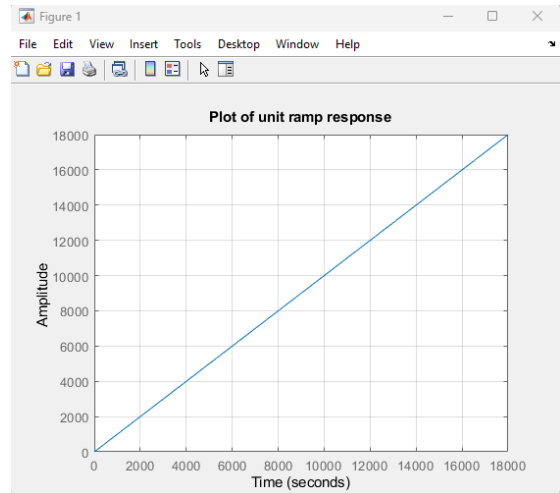 Figure 1
File Edit View Insert Tools Desktop Window Help
Plot of unit ramp response
18000
16000
14000
12000
10000
8000
6000
4000
2000
0
Amplitude
0 2000 4000 6000 8000 10000 12000 14000 16000 18000
Time (seconds)